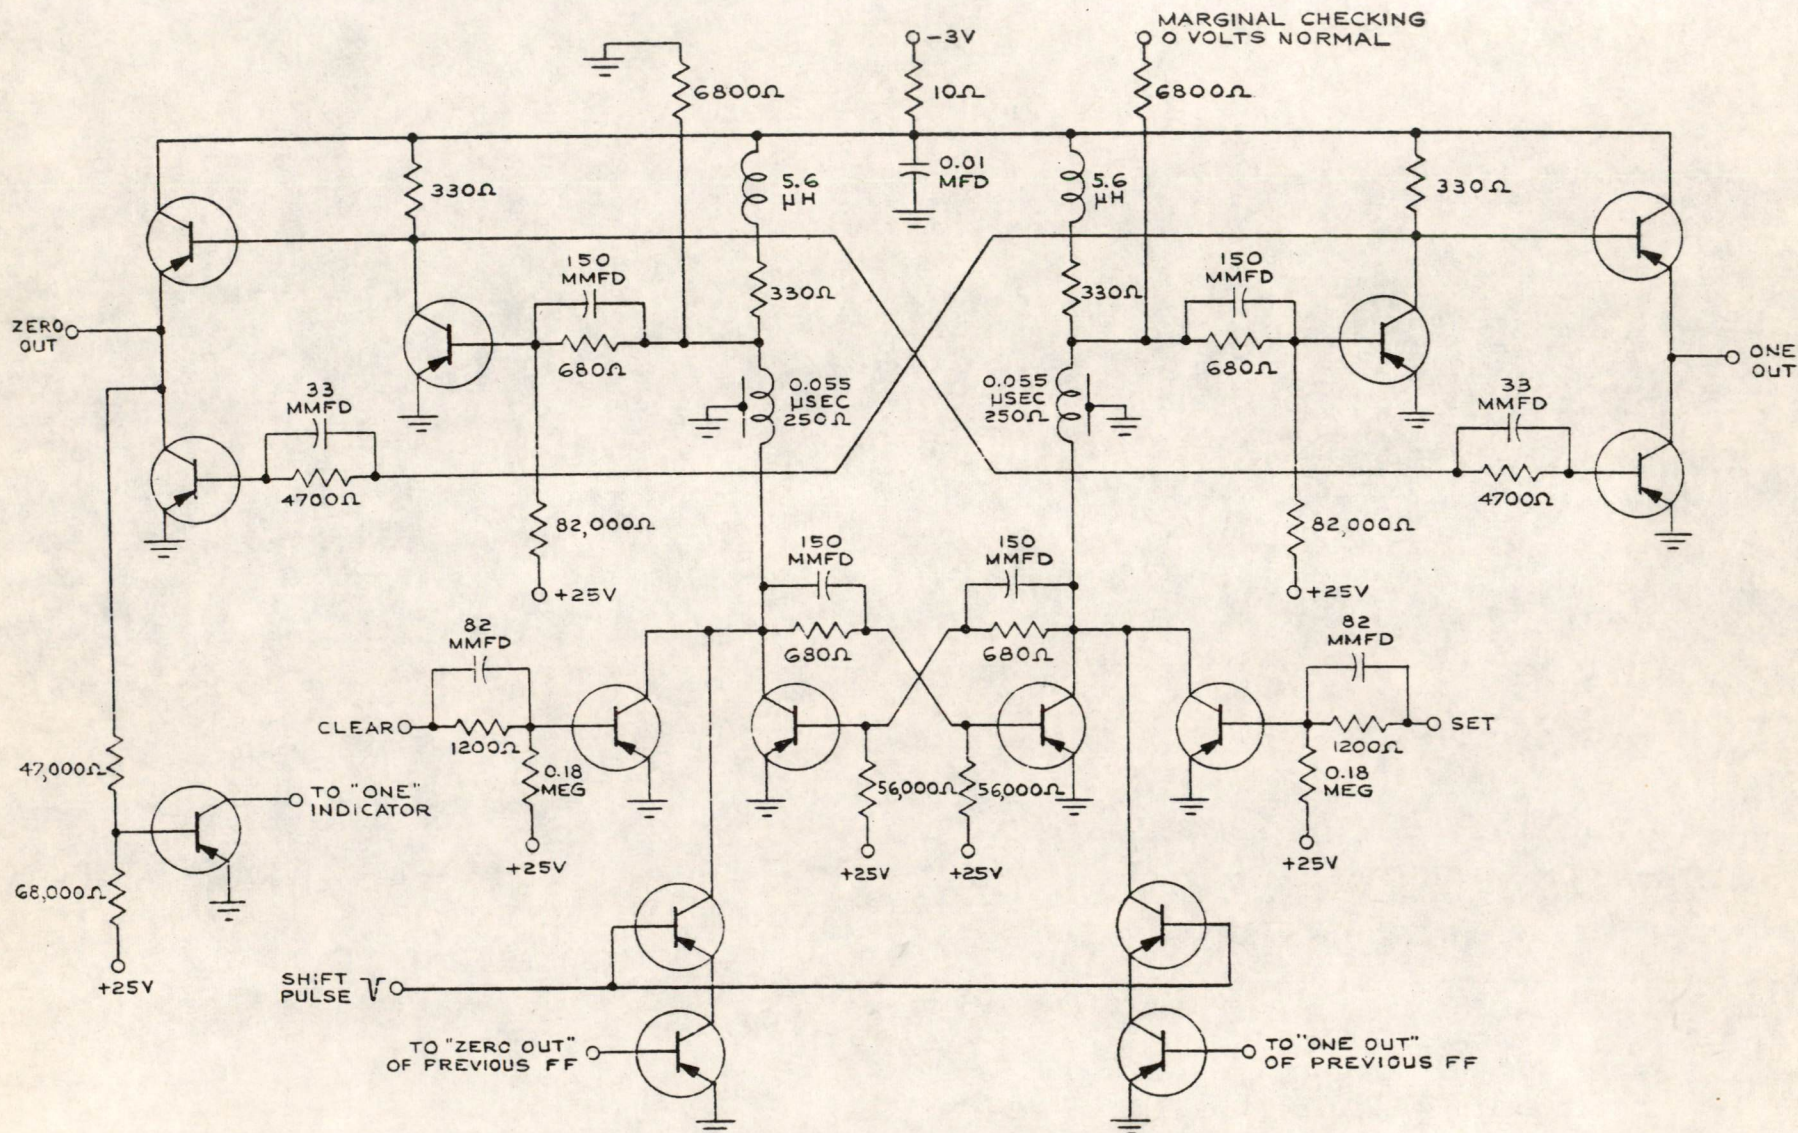 MARGINAL CHECKING
0 VOLTS NORMAL
-3V
6800Ω
10Ω
6800Ω
0.01
MFD
330Ω
5.6
μH
5.6
μH
330Ω
150
MMFD
330Ω
330Ω
150
MMFD
ZERO
OUT
680Ω
680Ω
ONE
OUT
33
MMFD
0.055
μSEC
250Ω
0.055
μSEC
250Ω
33
MMFD
4700Ω
4700Ω
82,000Ω
82,000Ω
+25V
+25V
150
MMFD
150
MMFD
82
MMFD
680Ω
680Ω
82
MMFD
CLEAR
1200Ω
1200Ω
SET
47,000Ω
0.18
MEG
56,000Ω
56,000Ω
0.18
MEG
TO "ONE"
INDICATOR
+25V
+25V
+25V
+25V
68,000Ω
+25V
SHIFT
PULSE
TO "ZERO OUT"
OF PREVIOUS FF
TO "ONE OUT"
OF PREVIOUS FF